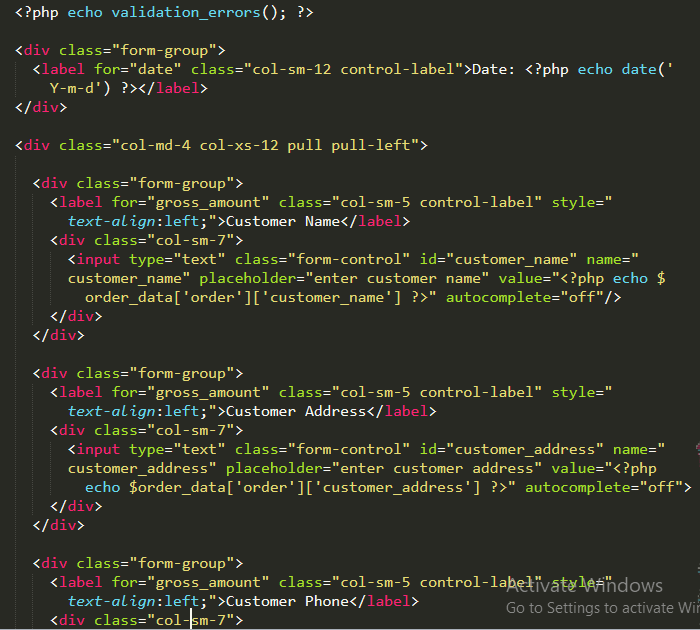 <?php echo validation_errors(); ?>
<div class="form-group">
<label for="date" class="col-sm-12 control-label">Date: <?php echo date('
Y-m-d') ?></label>
</div>
<div class="col-md-4 col-xs-12 pull pull-left">
<div class="form-group">
<label for="gross_amount" class="col-sm-5 control-label" style="
text-align:left;">Customer Name</label>
<div class="col-sm-7">
<input type="text" class="form-control" id="customer_name" name="
customer_name" placeholder="enter customer name" value="<?php echo $
order_data['order']['customer_name'] ?>" autocomplete="off"/>
</div>
</div>
<div class="form-group">
<label for="gross_amount" class="col-sm-5 control-label" style="
text-align:left;">Customer Address</label>
<div class="col-sm-7">
<input type="text" class="form-control" id="customer_address" name="
customer_address" placeholder="enter customer address" value="<?php
echo $order_data['order']['customer_address'] ?>" autocomplete="off">
</div>
</div>
<div class="form-group">
<label for="gross_amount" class="col-sm-5 control-label" style="
text-align:left;">Customer Phone</label>
<div class="col-sm-7">
Activate Windows
Go to Settings to activate Wi